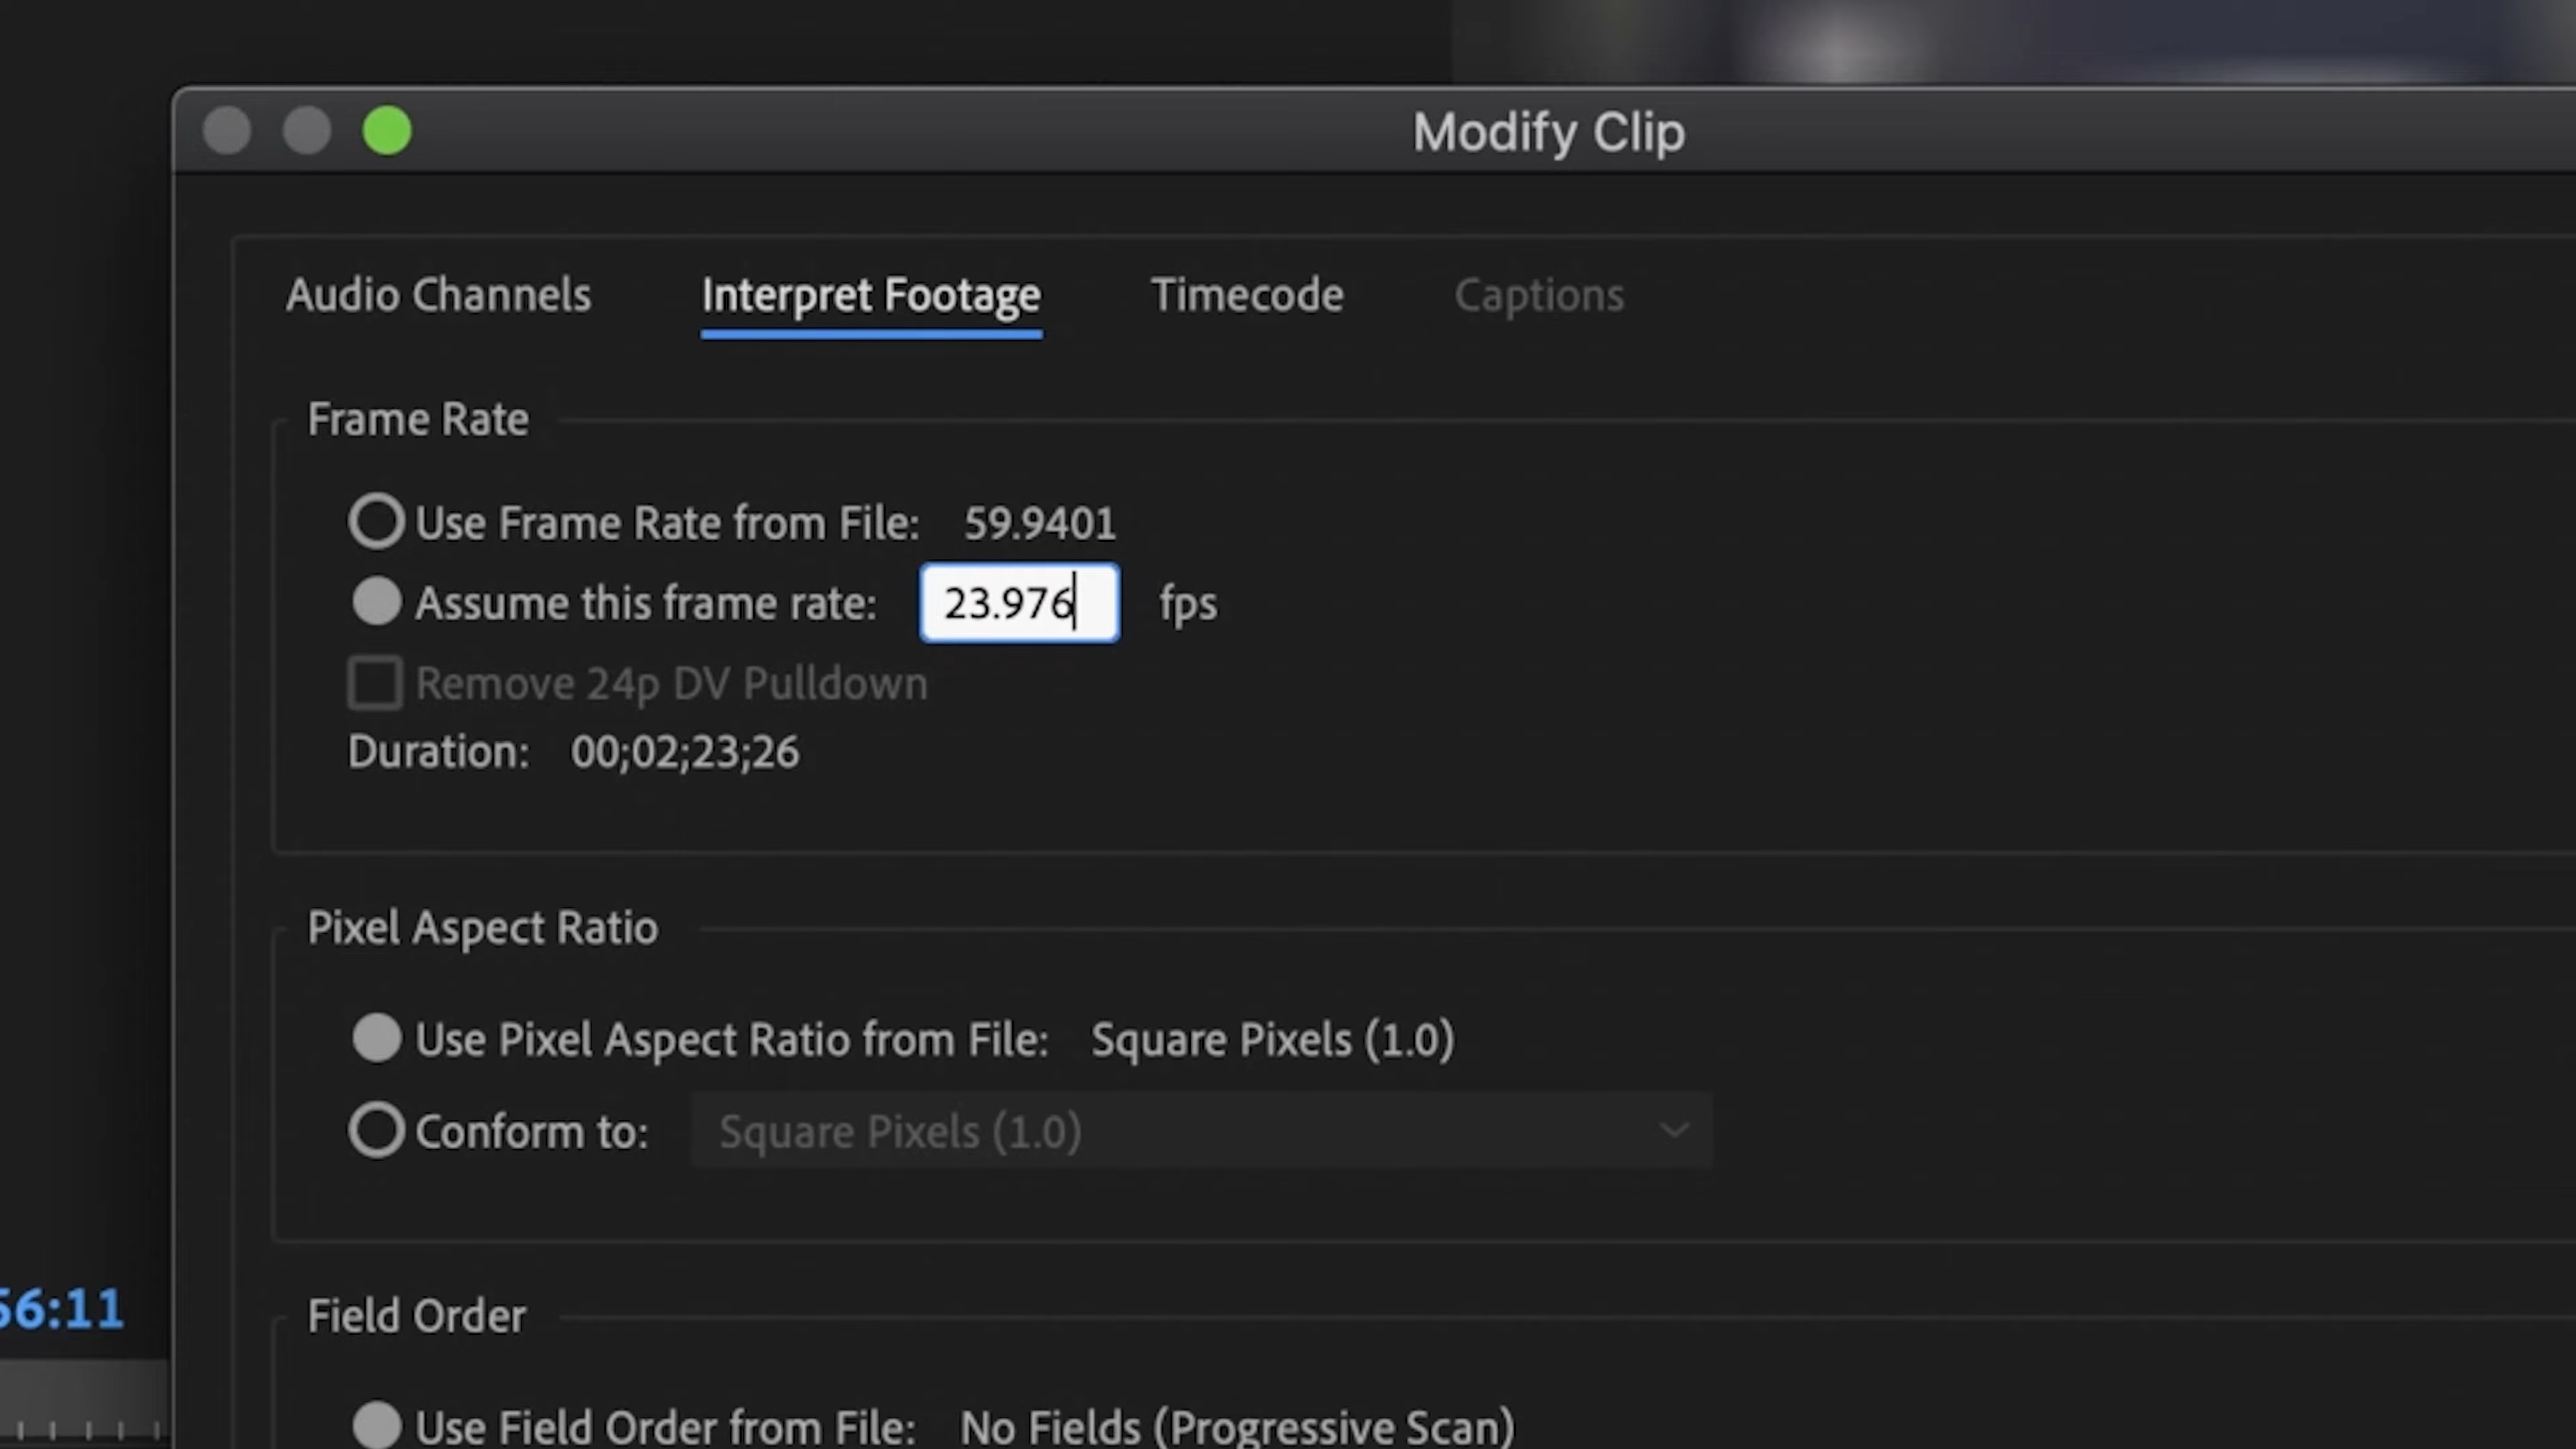 Modify Clip
Audio Channels Interpret Footage Timecode Captions
Frame Rate
Use Frame Rate from File: 59.9401
Assume this frame rate: 23.976 fps
Remove 24p DV Pulldown
Duration: 00;02;23;26
Pixel Aspect Ratio
Use Pixel Aspect Ratio from File: Square Pixels (1.0)
Conform to: Square Pixels (1.0)
56:11
Field Order
Use Field Order from File: No Fields (Progressive Scan)